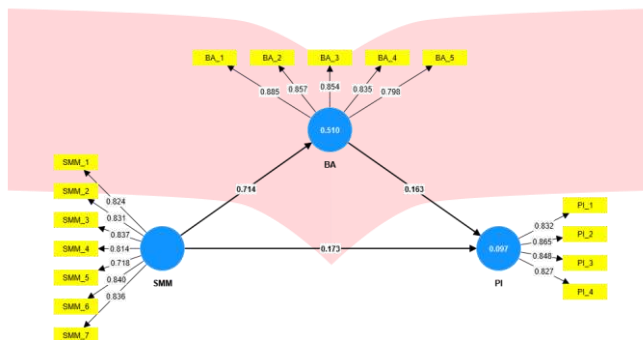 BA_1 BA_2 BA_3 BA_4 BA_5
0.885 0.857 0.854 0.835 0.798
0.510
BA
0.714 0.163
SMM_1
SMM_2
SMM_3
SMM_4
SMM_5
SMM_6
SMM_7
0.824
0.831
0.837
0.814
0.718
0.840
0.836
SMM
0.173
0.097
PI
0.832
0.865
0.848
0.827
PI_1
PI_2
PI_3
PI_4